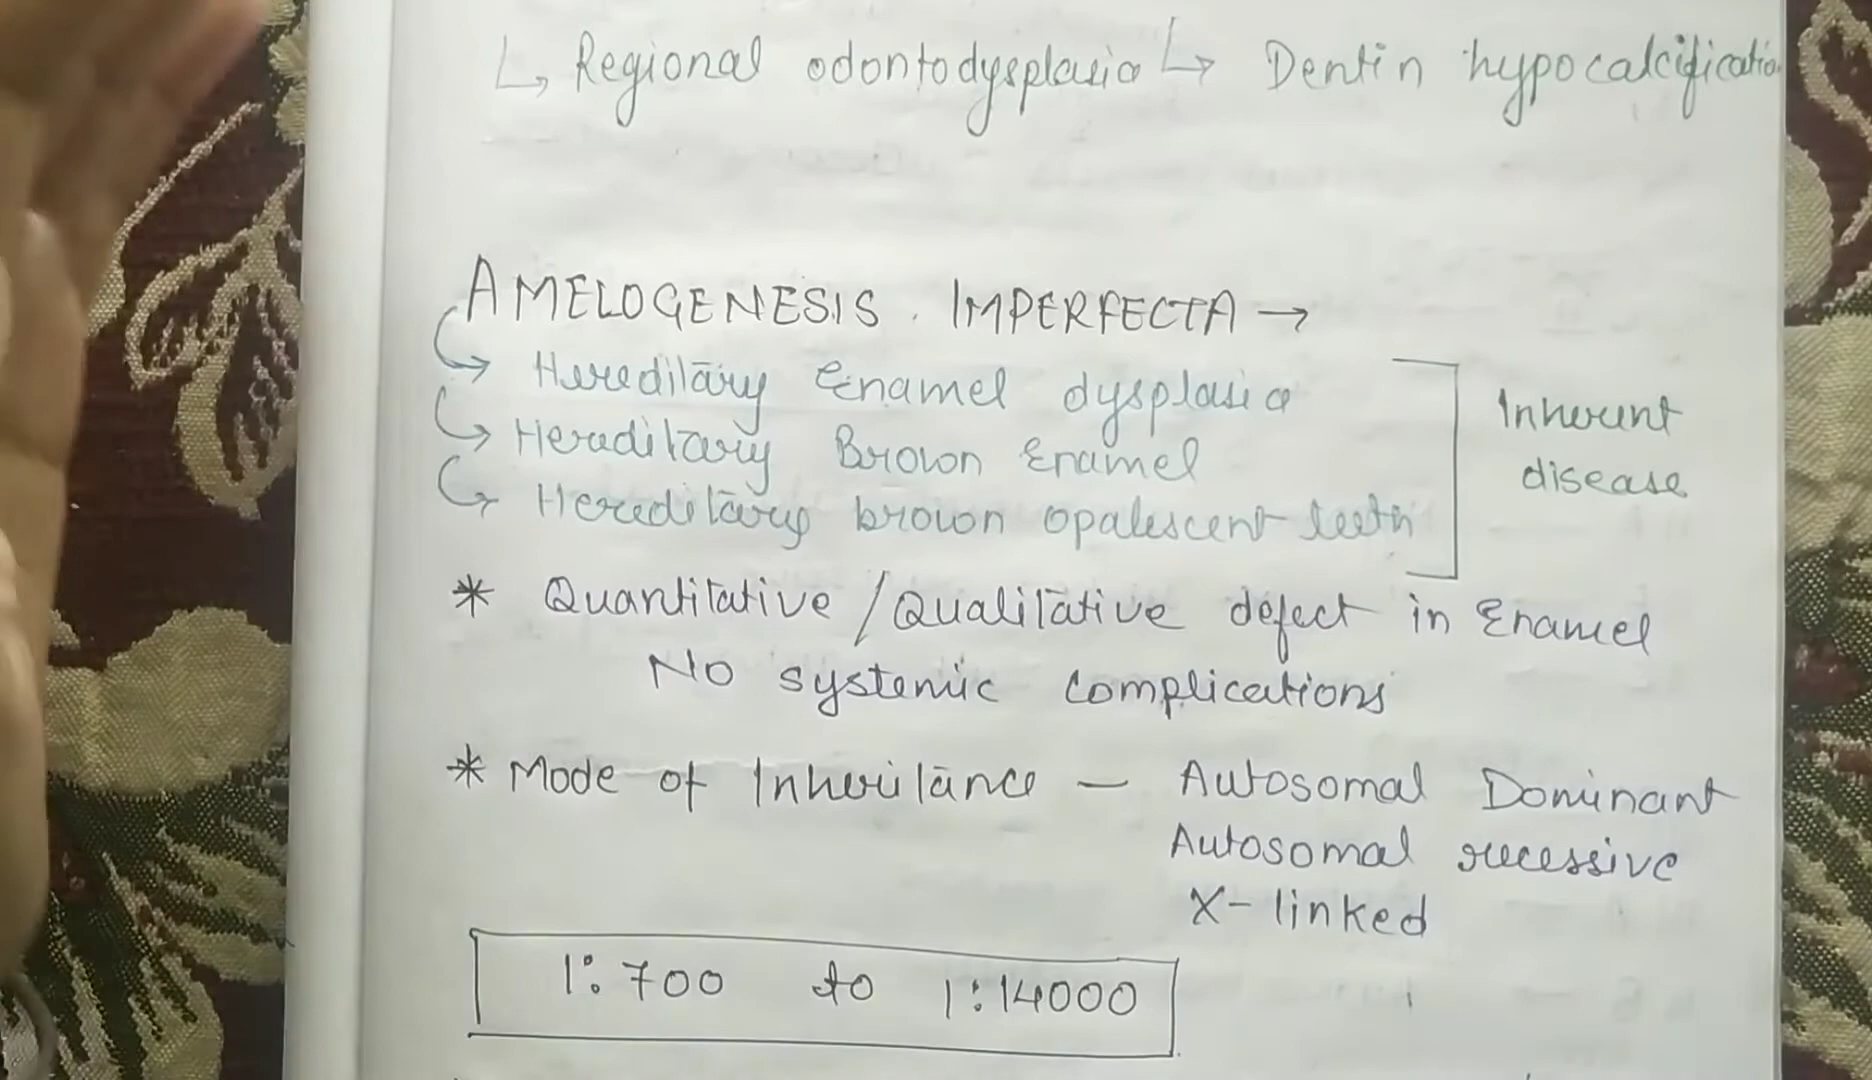 ↳ Regional odontodysplasia ↳ Dentin hypocalcificatio
AMELOGENESIS IMPERFECTA →
↳ Hereditary Enamel dysplasia
↳ Hereditary Brown Enamel
↳ Hereditary brown opalescent teeth
Inherent
disease
* Quantitative / Qualitative defect in Enamel
No systemic complications
* Mode of Inheritance — Autosomal Dominant
Autosomal recessive
X-linked
1:700 to 1:14000